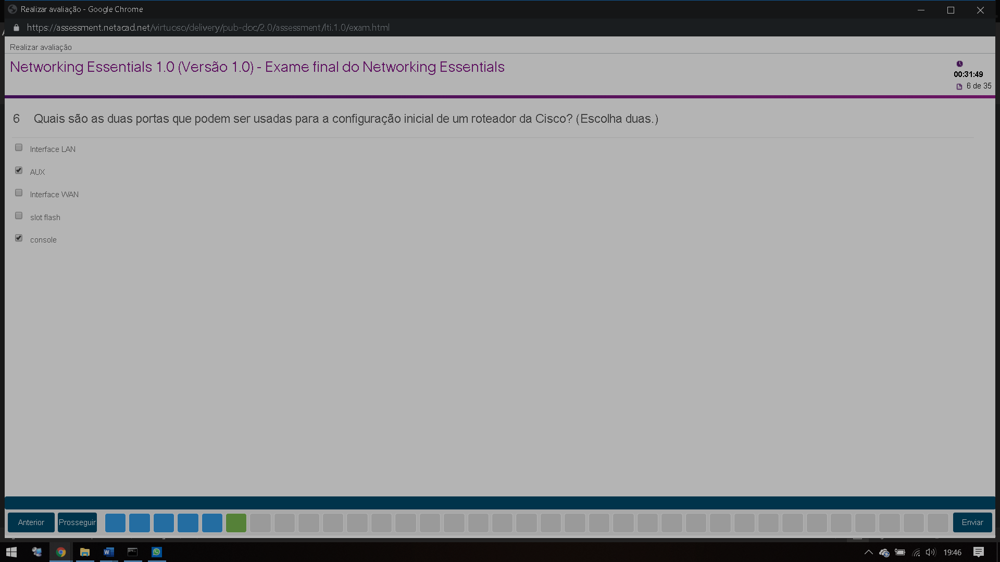 Realizar avaliação - Google Chrome
https://assessment.netacad.net/virtuoso/delivery/pub-doc/2.0/assessment/lti.1.0/exam.html
Realizar avaliação
Networking Essentials 1.0 (Versão 1.0) - Exame final do Networking Essentials
00:31:49
6 de 35
6 Quais são as duas portas que podem ser usadas para a configuração inicial de um roteador da Cisco? (Escolha duas.)
Interface LAN
AUX
Interface WAN
slot flash
console
Anterior Prosseguir Enviar
19:46